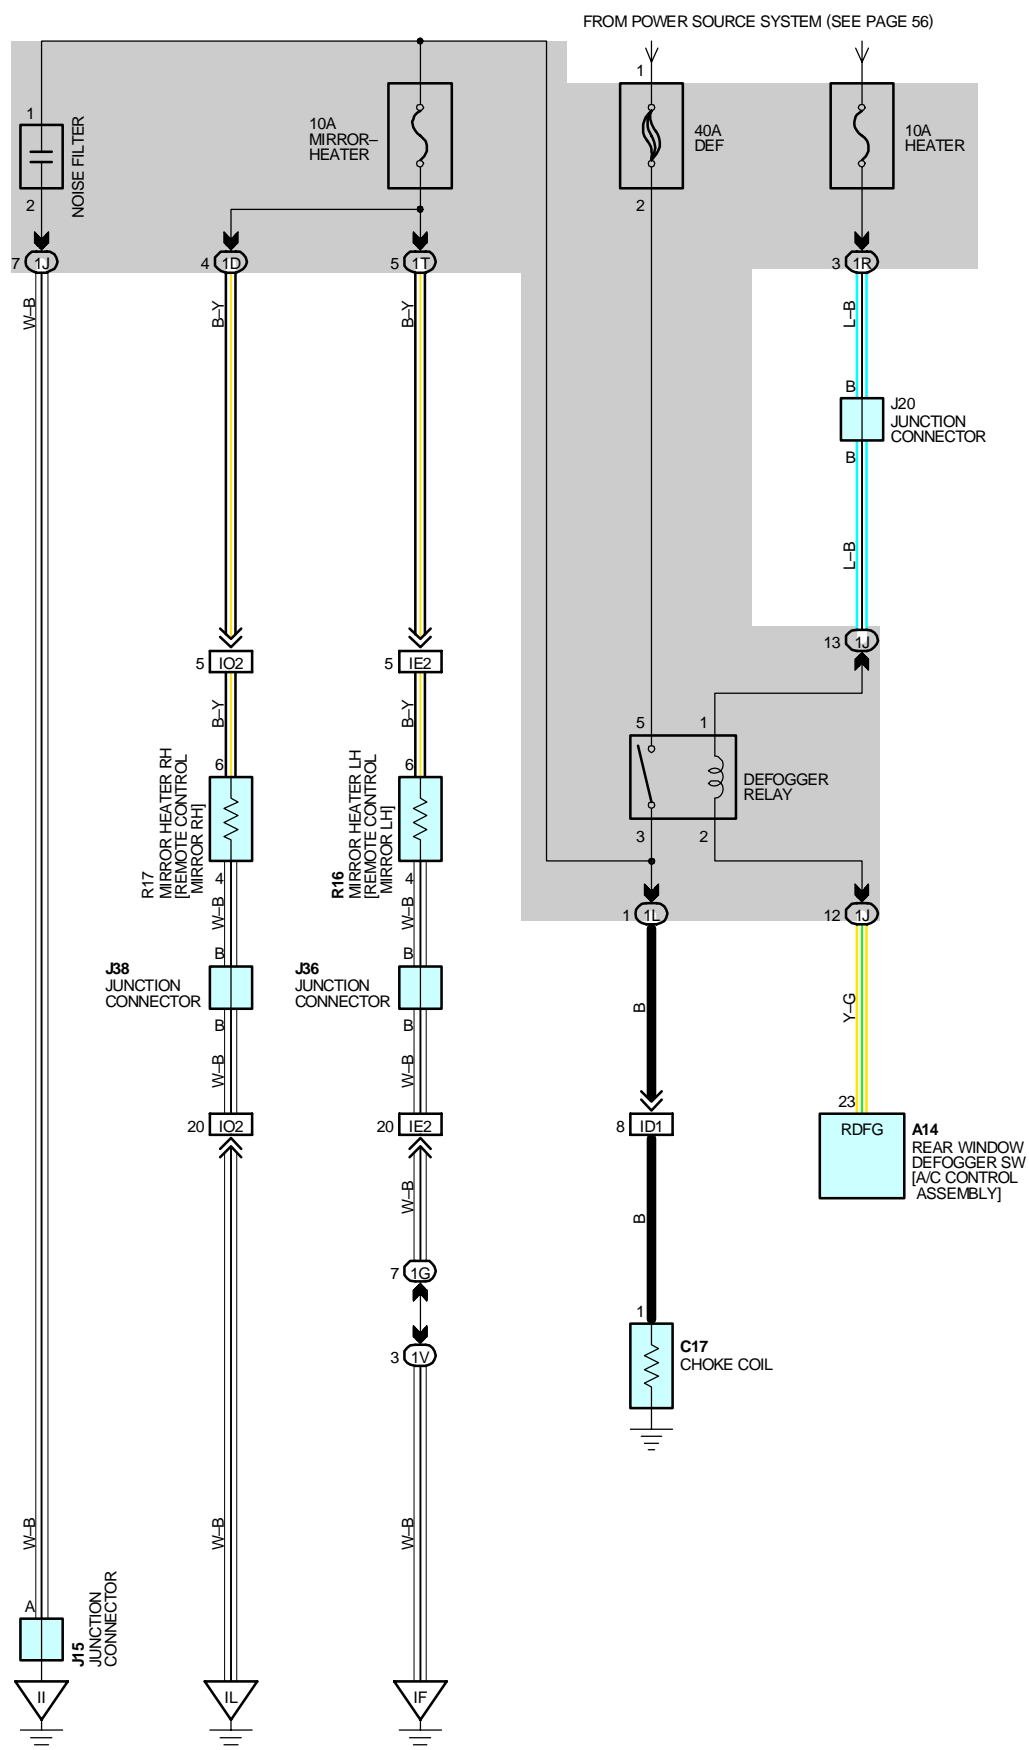 FROM POWER SOURCE SYSTEM (SEE PAGE 56)
1
1
NOISE FILTER
2
10A
MIRROR–
HEATER
40A
DEF
2
10A
HEATER
7 1J
4 1D
5 1T
3 1R
W–B
B–Y
B–Y
L–B
B
J20
JUNCTION
CONNECTOR
B
L–B
13 1J
5 IO2
5 IE2
B–Y
B–Y
5
1
6
6
R17
MIRROR HEATER RH
[REMOTE CONTROL
MIRROR RH]
R16
MIRROR HEATER LH
[REMOTE CONTROL
MIRROR LH]
DEFOGGER
RELAY
3
2
4
4
W–B
W–B
1 1L
12 1J
B
B
J38
JUNCTION
CONNECTOR
J36
JUNCTION
CONNECTOR
B
Y–G
B
B
W–B
W–B
23
20 IO2
20 IE2
8 ID1
RDFG
A14
REAR WINDOW
DEFOGGER SW
[A/C CONTROL
ASSEMBLY]
W–B
B
7 1G
1
3 1V
C17
CHOKE COIL
W–B
W–B
W–B
A
J15
JUNCTION
CONNECTOR
II
IL
IF